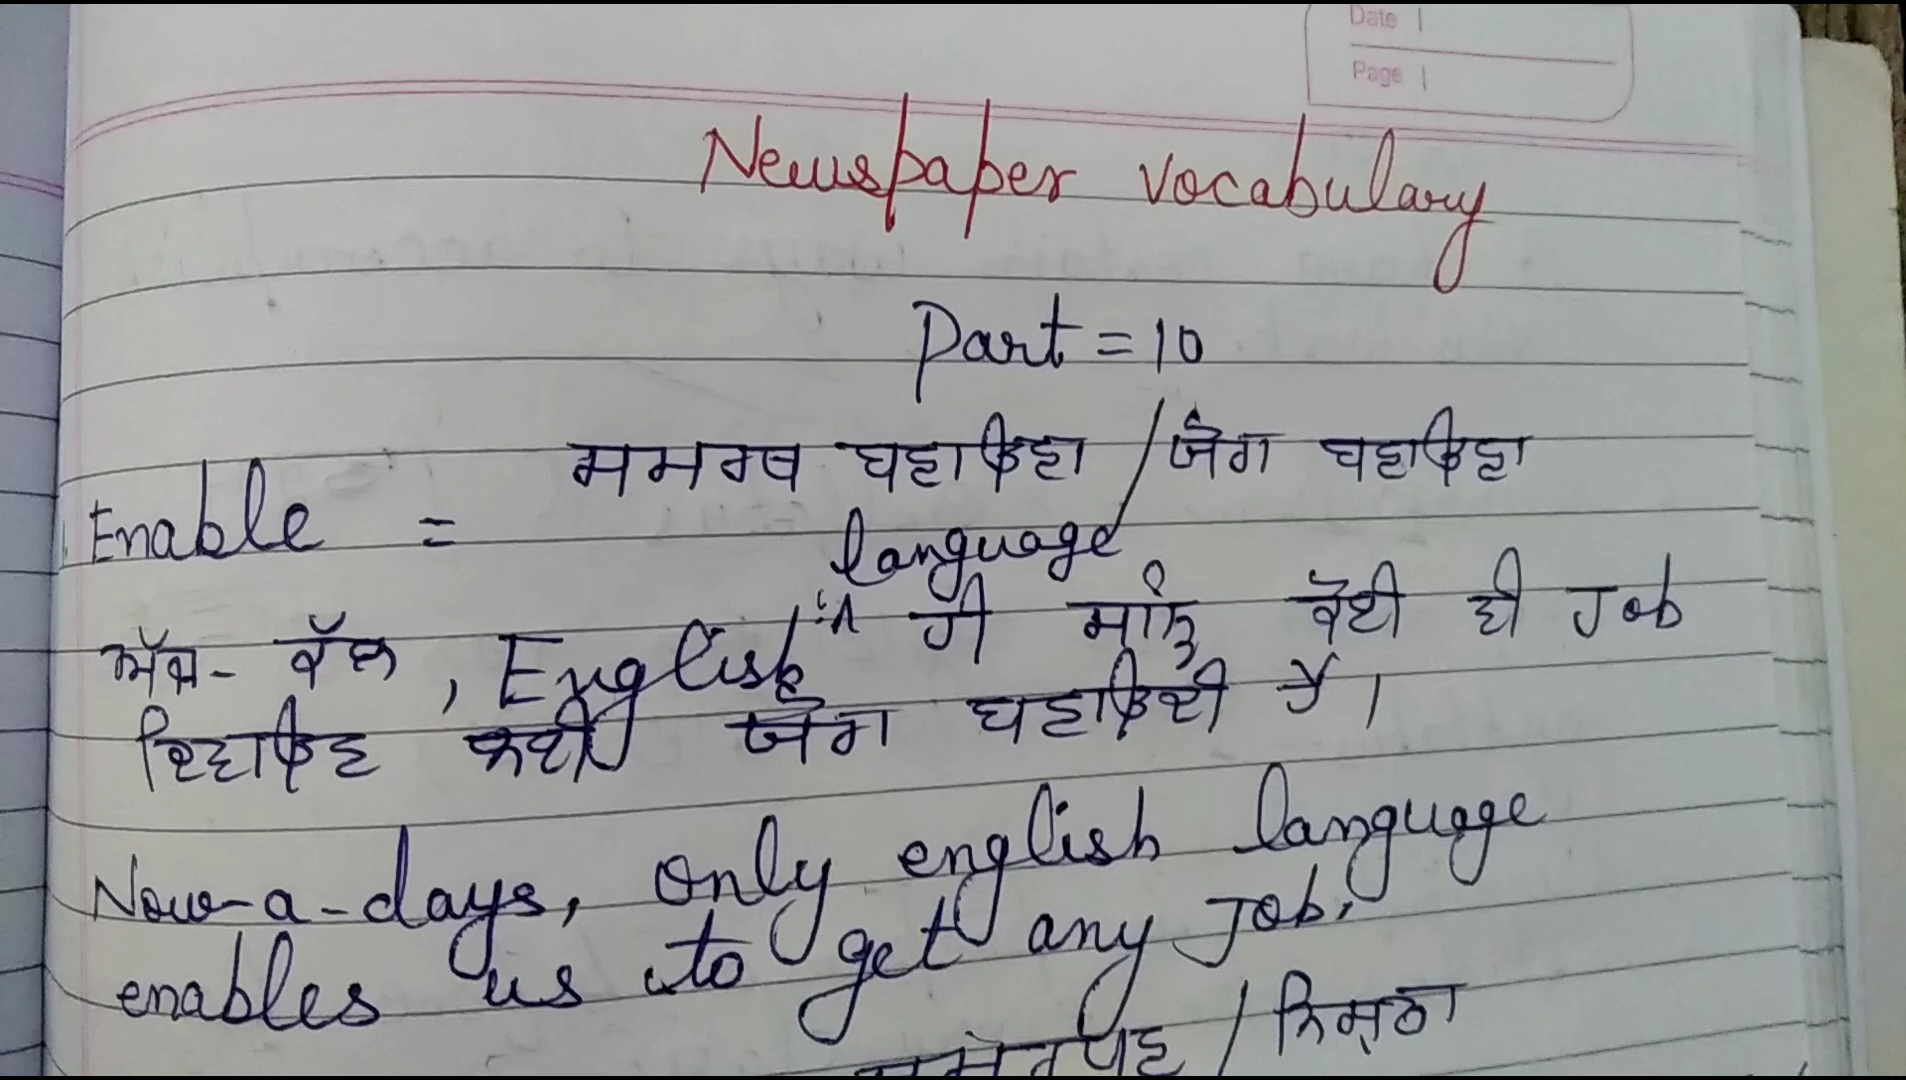 Date
Page
Newspaper vocabulary
Part = 10
ਸਮਰਥ ਬਣਾਉਣਾ / ਯੋਗ ਬਣਾਉਣਾ
Enable =
language
ਅੱਜ-ਕੱਲ, English ਹੀ ਸਾਨੂੰ ਕੋਈ ਵੀ Job
ਦਿਵਾਉਣ ਲਈ ਯੋਗ ਬਣਾਉਂਦੀ ਹੈ।
Now-a-days, only english language
enables us to get any Job.